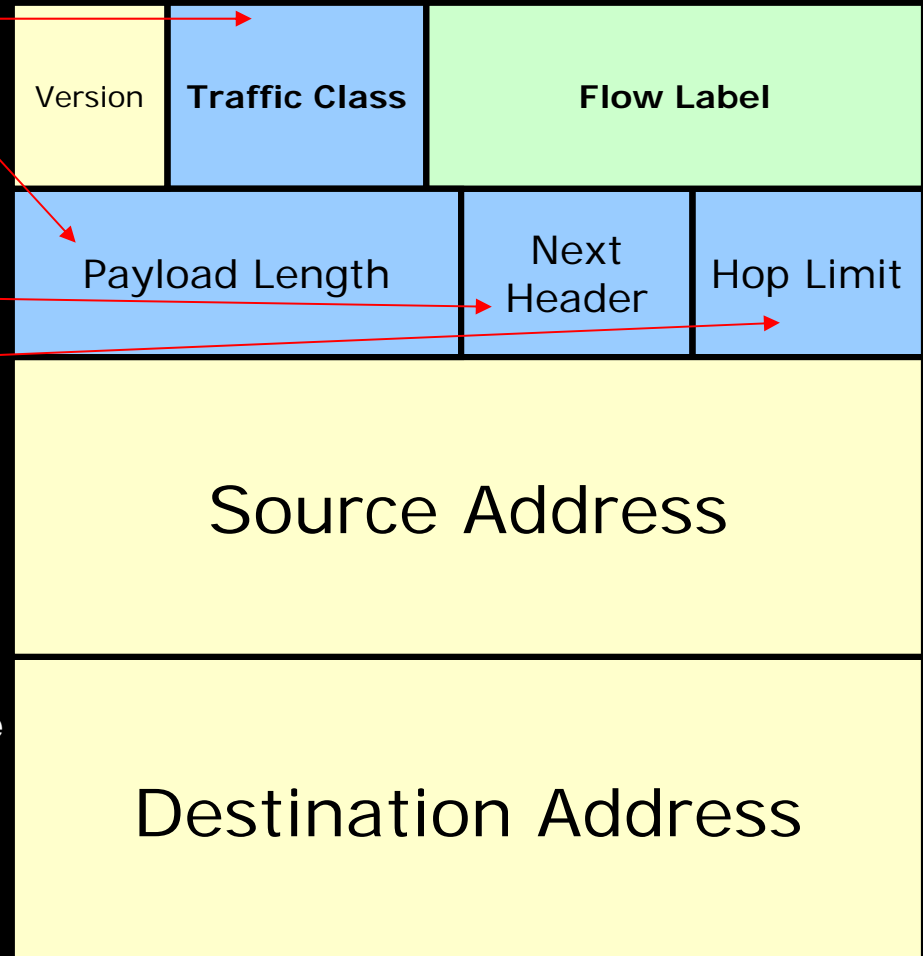 Version Traffic Class Flow Label
Payload Length Next Header Hop Limit
Source Address
e
Destination Address